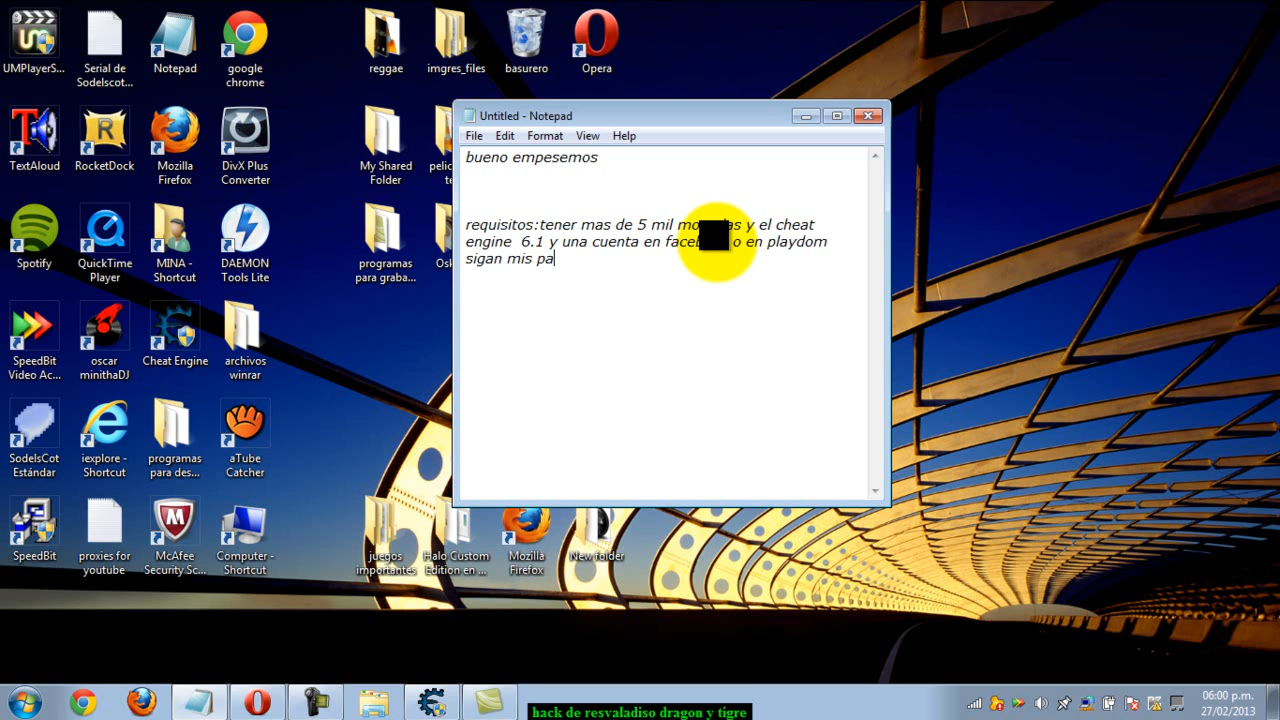 UMPlayerS...
Serial de
Sodelscot...
Notepad
google
chrome
reggae
imgres_files
basurero
Opera
TextAloud
RocketDock
Mozilla
Firefox
DivX Plus
Converter
My Shared
Folder
Spotify
QuickTime
Player
MINA -
Shortcut
DAEMON
Tools Lite
programas
para graba...
SpeedBit
Video Ac...
oscar
minithaDJ
Cheat Engine
archivos
winrar
SodelsCot
Estándar
iexplore -
Shortcut
programas
para des...
aTube
Catcher
SpeedBit
proxies for
youtube
McAfee
Security Sc...
Computer -
Shortcut
juegos
importantes
Halo Custom
Edition en ...
Mozilla
Firefox
New folder
Untitled - Notepad
File Edit Format View Help
bueno empesemos
requisitos:tener mas de 5 mil y el cheat
engine 6.1 y una cuenta en o en playdom
sigan mis pa
hack de resvaladiso dragon y tigre
06:00 p.m.
27/02/2013